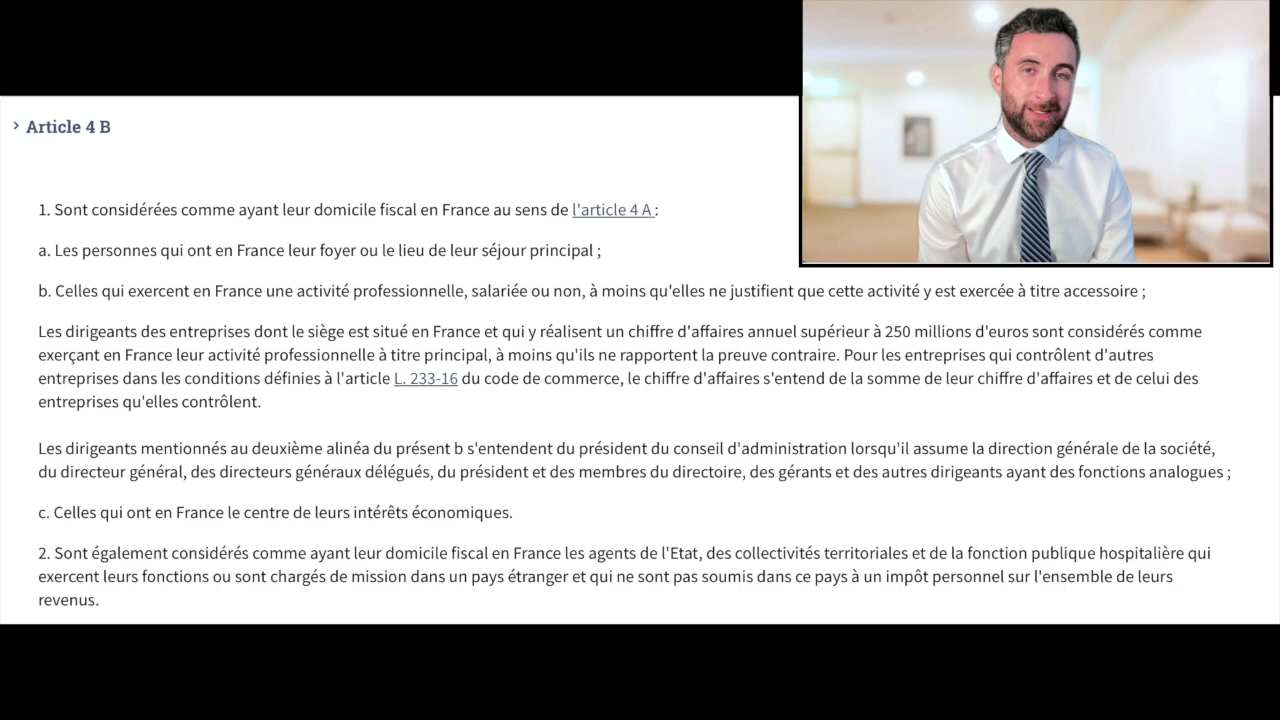 Article 4 B
1. Sont considérées comme ayant leur domicile fiscal en France au sens de l'article 4 A :
a. Les personnes qui ont en France leur foyer ou le lieu de leur séjour principal ;
b. Celles qui exercent en France une activité professionnelle, salariée ou non, à moins qu'elles ne justifient que cette activité y est exercée à titre accessoire ;
Les dirigeants des entreprises dont le siège est situé en France et qui y réalisent un chiffre d'affaires annuel supérieur à 250 millions d'euros sont considérés comme
exerçant en France leur activité professionnelle à titre principal, à moins qu'ils ne rapportent la preuve contraire. Pour les entreprises qui contrôlent d'autres
entreprises dans les conditions définies à l'article L. 233-16 du code de commerce, le chiffre d'affaires s'entend de la somme de leur chiffre d'affaires et de celui des
entreprises qu'elles contrôlent.
Les dirigeants mentionnés au deuxième alinéa du présent b s'entendent du président du conseil d'administration lorsqu'il assume la direction générale de la société,
du directeur général, des directeurs généraux délégués, du président et des membres du directoire, des gérants et des autres dirigeants ayant des fonctions analogues ;
c. Celles qui ont en France le centre de leurs intérêts économiques.
2. Sont également considérés comme ayant leur domicile fiscal en France les agents de l'Etat, des collectivités territoriales et de la fonction publique hospitalière qui
exercent leurs fonctions ou sont chargés de mission dans un pays étranger et qui ne sont pas soumis dans ce pays à un impôt personnel sur l'ensemble de leurs
revenus.